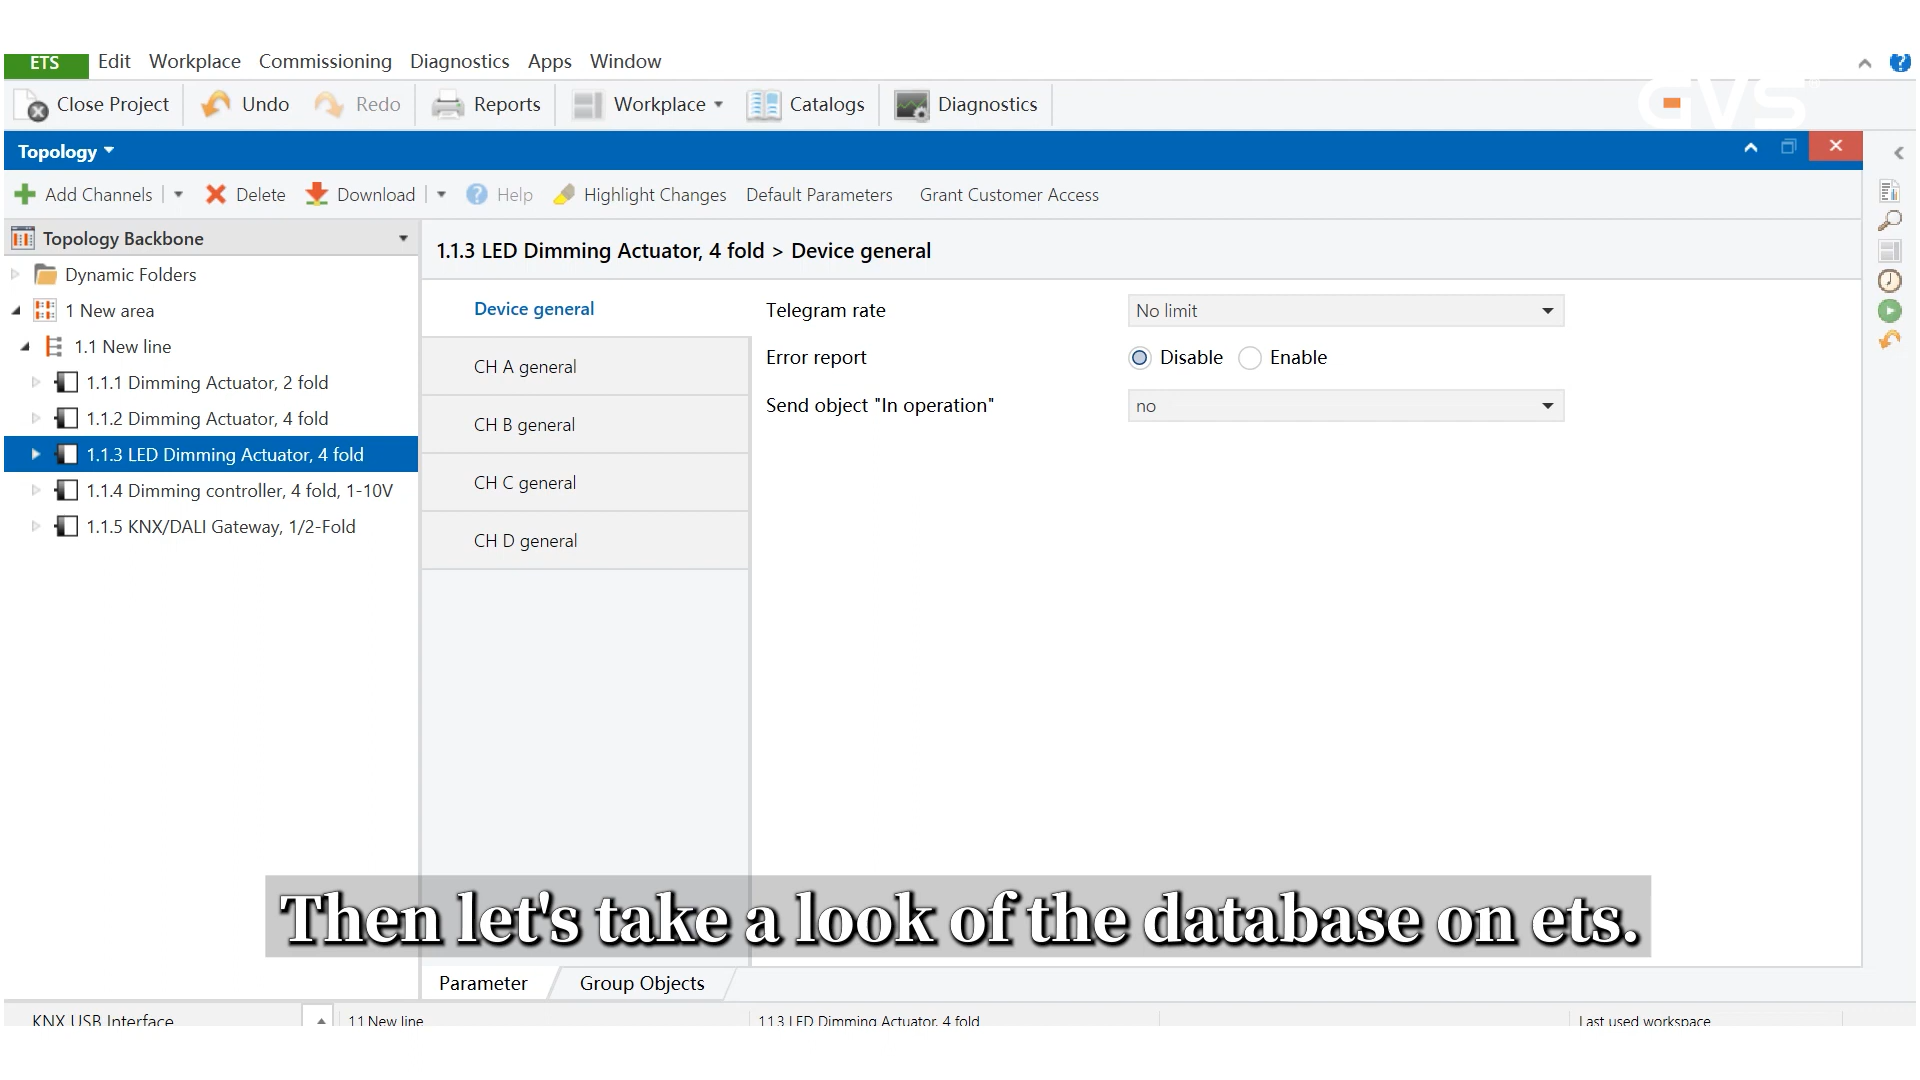 ETS Edit Workplace Commissioning Diagnostics Apps Window
Close Project Undo Redo Reports Workplace Catalogs Diagnostics
GVS
Topology
Add Channels Delete Download Help Highlight Changes Default Parameters Grant Customer Access
Topology Backbone
Dynamic Folders
1 New area
1.1 New line
1.1.1 Dimming Actuator, 2 fold
1.1.2 Dimming Actuator, 4 fold
1.1.3 LED Dimming Actuator, 4 fold
1.1.4 Dimming controller, 4 fold, 1-10V
1.1.5 KNX/DALI Gateway, 1/2-Fold
1.1.3 LED Dimming Actuator, 4 fold > Device general
Device general
CH A general
CH B general
CH C general
CH D general
Telegram rate No limit
Error report Disable Enable
Send object "In operation" no
Then let's take a look of the database on ets.
Parameter Group Objects
KNX USB Interface 1.1 New line 1.1.3 LED Dimming Actuator, 4 fold Last used workspace